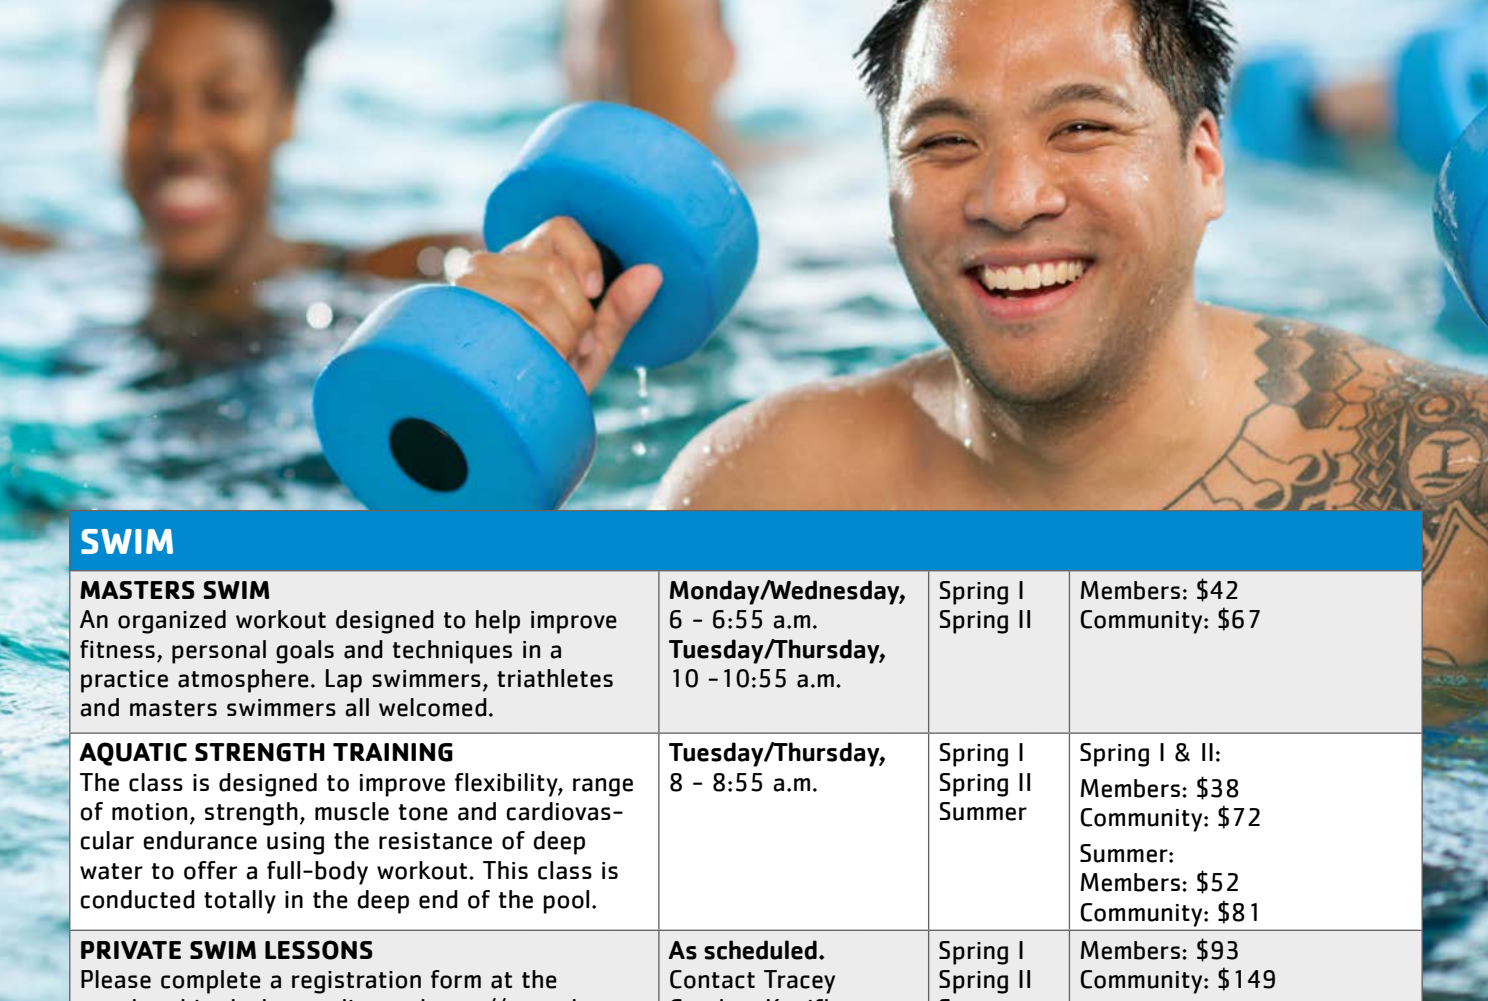 SWIM
MASTERS SWIM
An organized workout designed to help improve
fitness, personal goals and techniques in a
practice atmosphere. Lap swimmers, triathletes
and masters swimmers all welcomed.
Monday/Wednesday,
6 - 6:55 a.m.
Tuesday/Thursday,
10 -10:55 a.m.
Spring I
Spring II
Members: $42
Community: $67
AQUATIC STRENGTH TRAINING
The class is designed to improve flexibility, range
of motion, strength, muscle tone and cardiovas-
cular endurance using the resistance of deep
water to offer a full-body workout. This class is
conducted totally in the deep end of the pool.
Tuesday/Thursday,
8 - 8:55 a.m.
Spring I
Spring II
Summer
Spring I & II:
Members: $38
Community: $72
Summer:
Members: $52
Community: $81
PRIVATE SWIM LESSONS
Please complete a registration form at the
As scheduled.
Contact Tracey
Spring I
Spring II
Members: $93
Community: $149